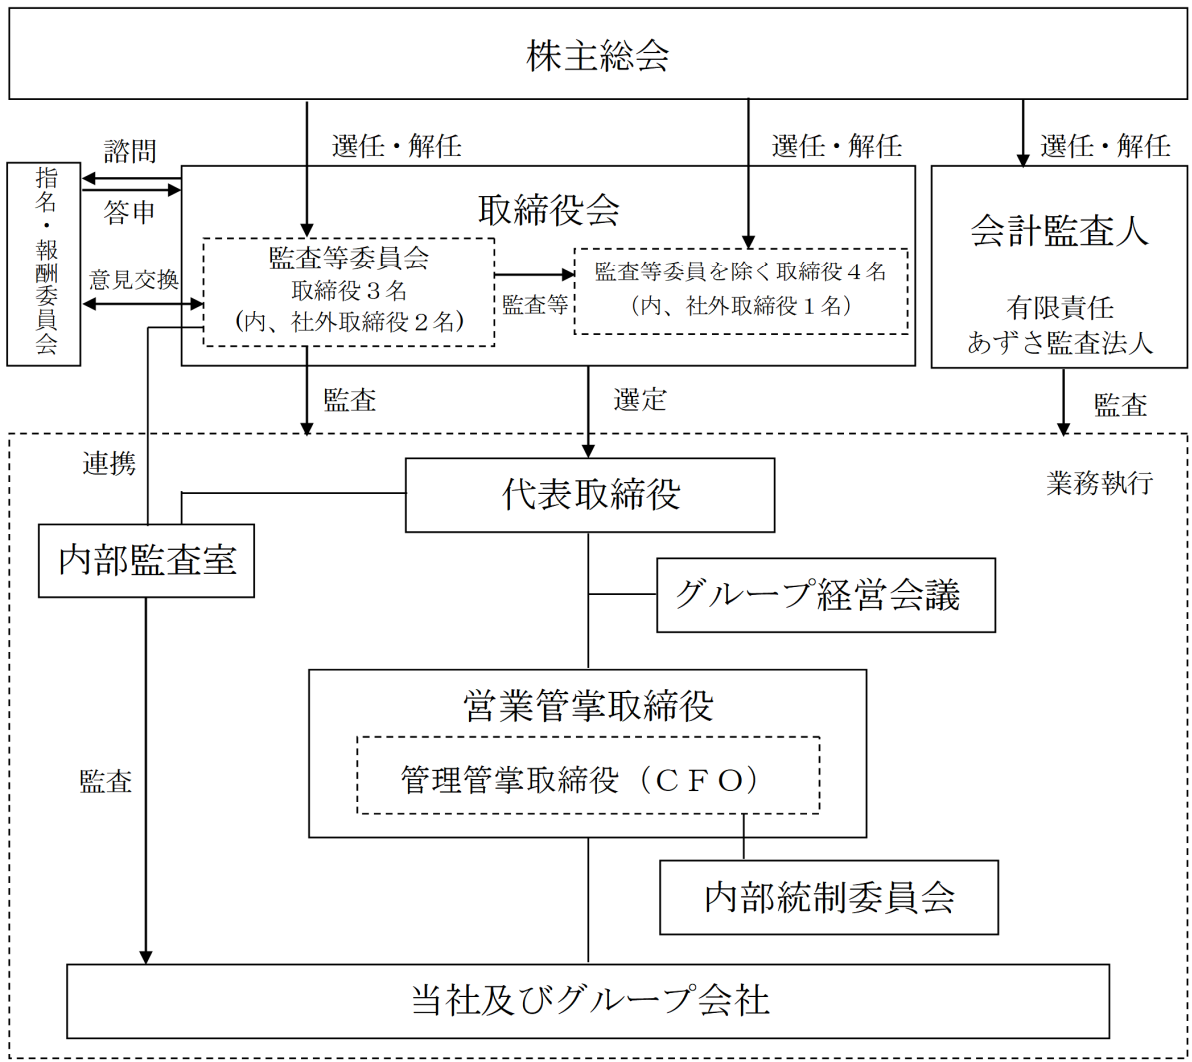 株主総会
選任・解任
選任・解任
選任・解任
諮問
答申
意見交換
指名・報酬委員会
取締役会
監査等委員会
取締役３名
(内、社外取締役２名)
監査等
監査等委員を除く取締役４名
（内、社外取締役１名）
会計監査人
有限責任
あずさ監査法人
監査
選定
監査
連携
業務執行
代表取締役
内部監査室
グループ経営会議
営業管掌取締役
管理管掌取締役（ＣＦＯ）
監査
内部統制委員会
当社及びグループ会社